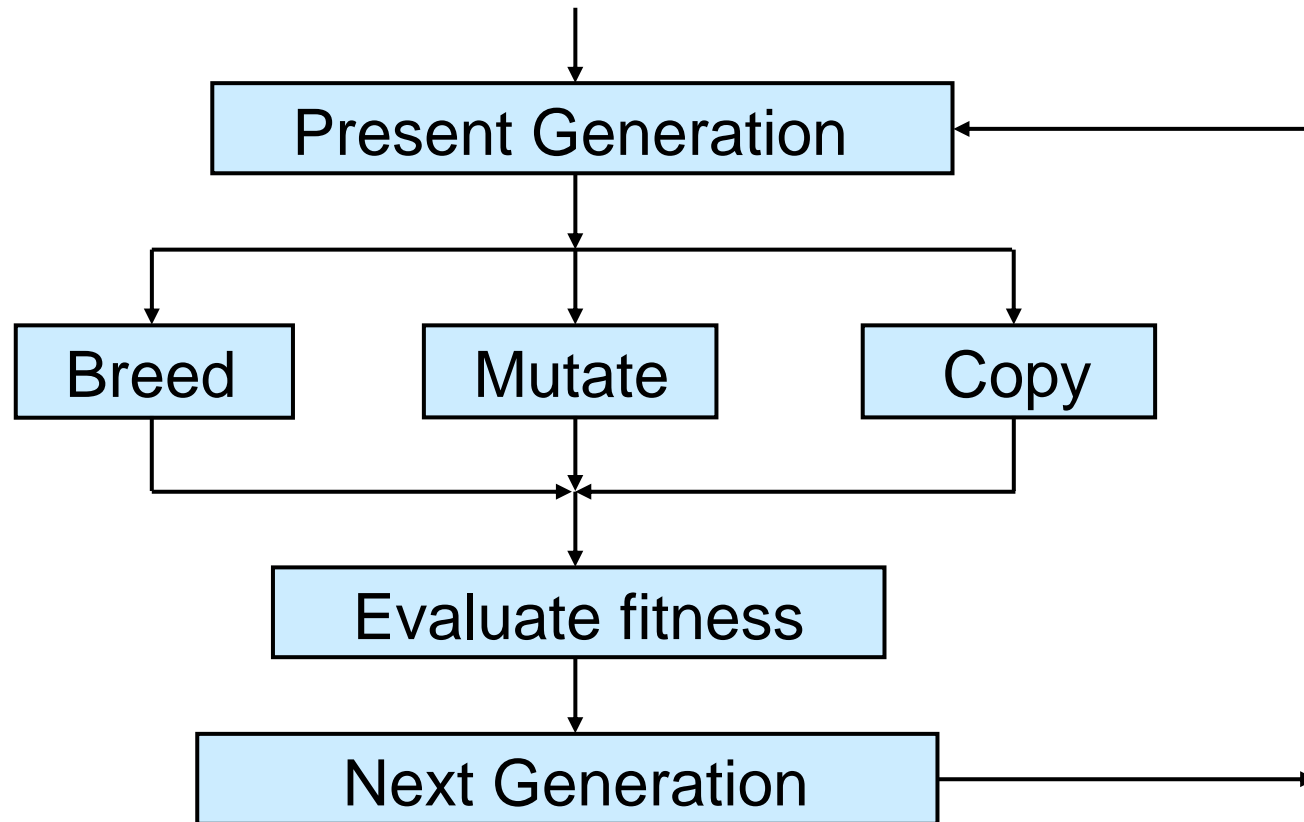 Present Generation
Breed
Mutate
Copy
Evaluate fitness
Next Generation